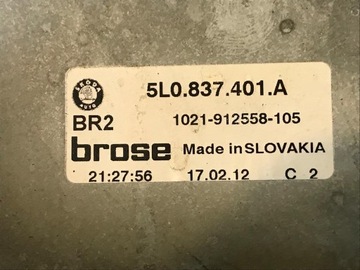 ŠKODA
AUTO
5L0.837.401.A
BR2
1021-912558-105
brose Made in SLOVAKIA
21:27:56 17.02.12 C 2